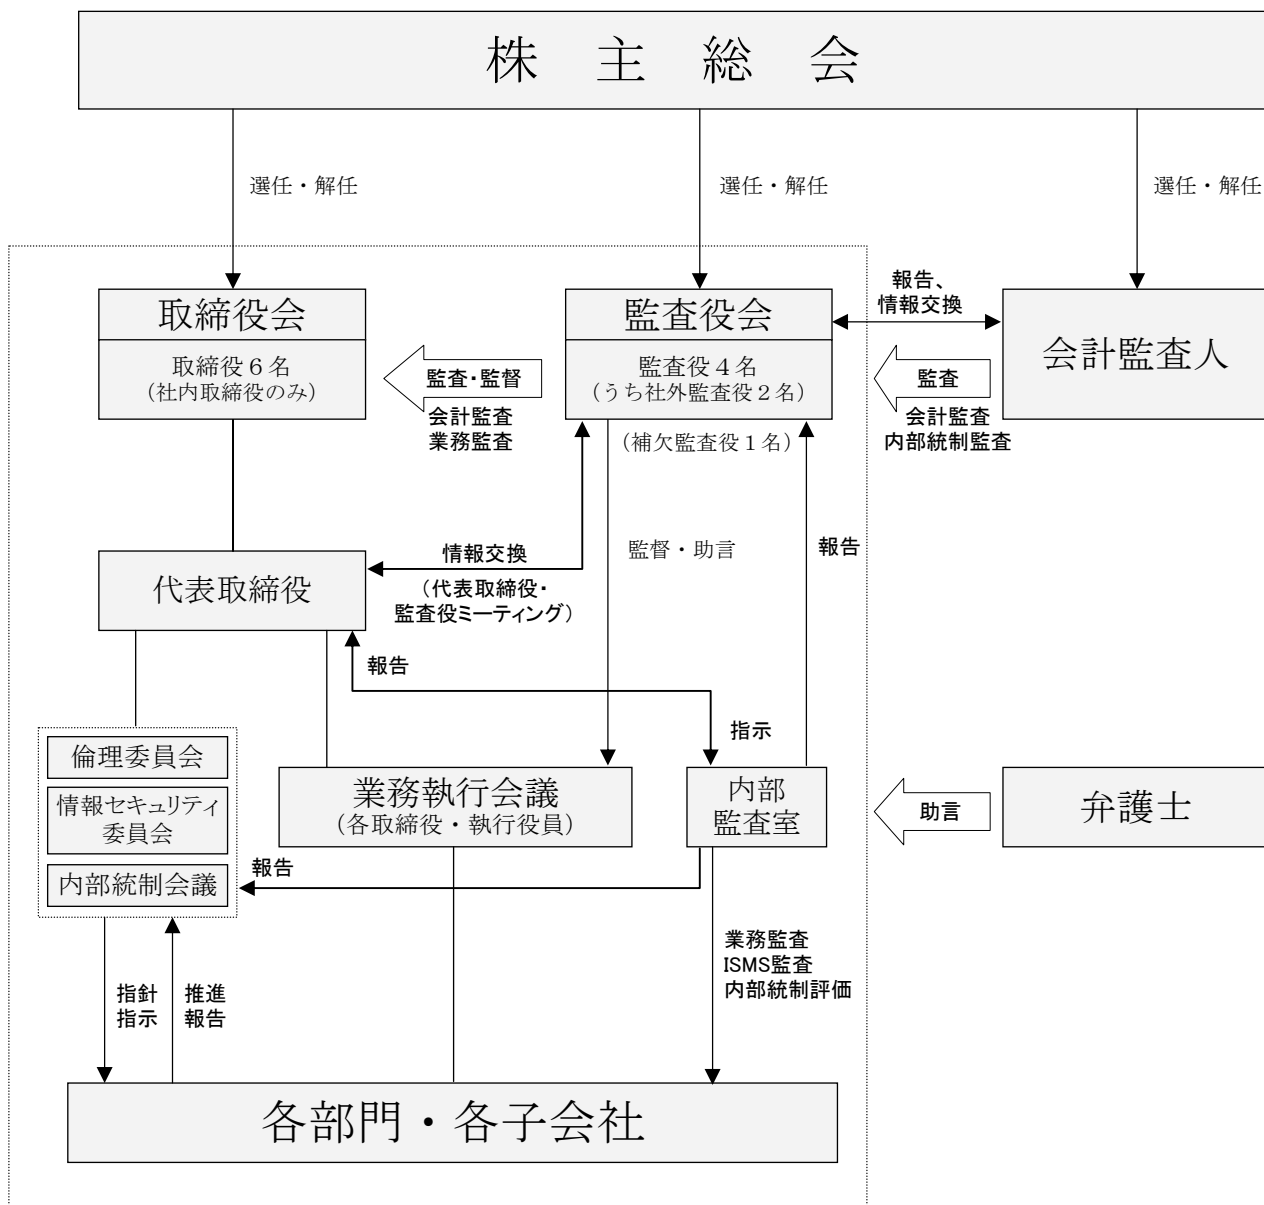 株 主 総 会
選任・解任
選任・解任
選任・解任
取締役会
取締役６名
（社内取締役のみ）
監査・監督
会計監査
業務監査
監査役会
監査役４名
（うち社外監査役２名）
（補欠監査役１名）
報告、
情報交換
監査
会計監査
内部統制監査
会計監査人
代表取締役
情報交換
（代表取締役・
監査役ミーティング）
監督・助言
報告
報告
指示
倫理委員会
情報セキュリティ
委員会
内部統制会議
業務執行会議
（各取締役・執行役員）
内部
監査室
助言
弁護士
報告
指針
指示
推進
報告
業務監査
ISMS監査
内部統制評価
各部門・各子会社